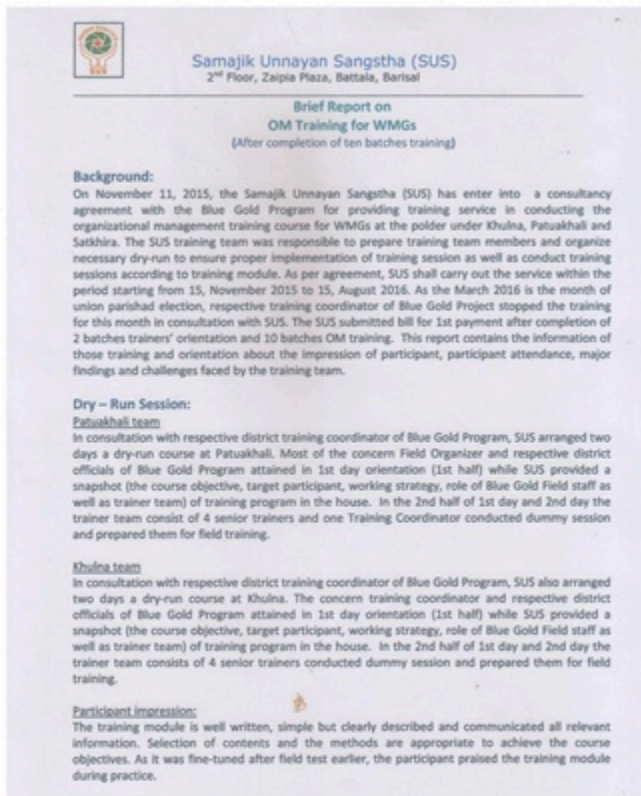 SUS
Samajik Unnayan Sangstha (SUS)
2nd Floor, Zaipia Plaza, Battala, Barisal
Brief Report on
OM Training for WMGs
(After completion of ten batches training)
Background:
On November 11, 2015, the Samajik Unnayan Sangstha (SUS) has enter into a consultancy
agreement with the Blue Gold Program for providing training service in conducting the
organizational management training course for WMGs at the polder under Khulna, Patuakhali and
Satkhira. The SUS training team was responsible to prepare training team members and organize
necessary dry-run to ensure proper implementation of training session as well as conduct training
sessions according to training module. As per agreement, SUS shall carry out the service within the
period starting from 15, November 2015 to 15, August 2016. As the March 2016 is the month of
union parishad election, respective training coordinator of Blue Gold Project stopped the training
for this month in consultation with SUS. The SUS submitted bill for 1st payment after completion of
2 batches trainers' orientation and 10 batches OM training. This report contains the information of
those training and orientation about the impression of participant, participant attendance, major
findings and challenges faced by the training team.
Dry – Run Session:
Patuakhali team
In consultation with respective district training coordinator of Blue Gold Program, SUS arranged two
days a dry-run course at Patuakhali. Most of the concern Field Organizer and respective district
officials of Blue Gold Program attained in 1st day orientation (1st half) while SUS provided a
snapshot (the course objective, target participant, working strategy, role of Blue Gold Field staff as
well as trainer team) of training program in the house. In the 2nd half of 1st day and 2nd day the
trainer team consist of 4 senior trainers and one Training Coordinator conducted dummy session
and prepared them for field training.
Khulna team
In consultation with respective district training coordinator of Blue Gold Program, SUS also arranged
two days a dry-run course at Khulna. The concern training coordinator and respective district
officials of Blue Gold Program attained in 1st day orientation (1st half) while SUS provided a
snapshot (the course objective, target participant, working strategy, role of Blue Gold Field staff as
well as trainer team) of training program in the house. In the 2nd half of 1st day and 2nd day the
trainer team consists of 4 senior trainers conducted dummy session and prepared them for field
training.
Participant impression:
The training module is well written, simple but clearly described and communicated all relevant
information. Selection of contents and the methods are appropriate to achieve the course
objectives. As it was fine-tuned after field test earlier, the participant praised the training module
during practice.